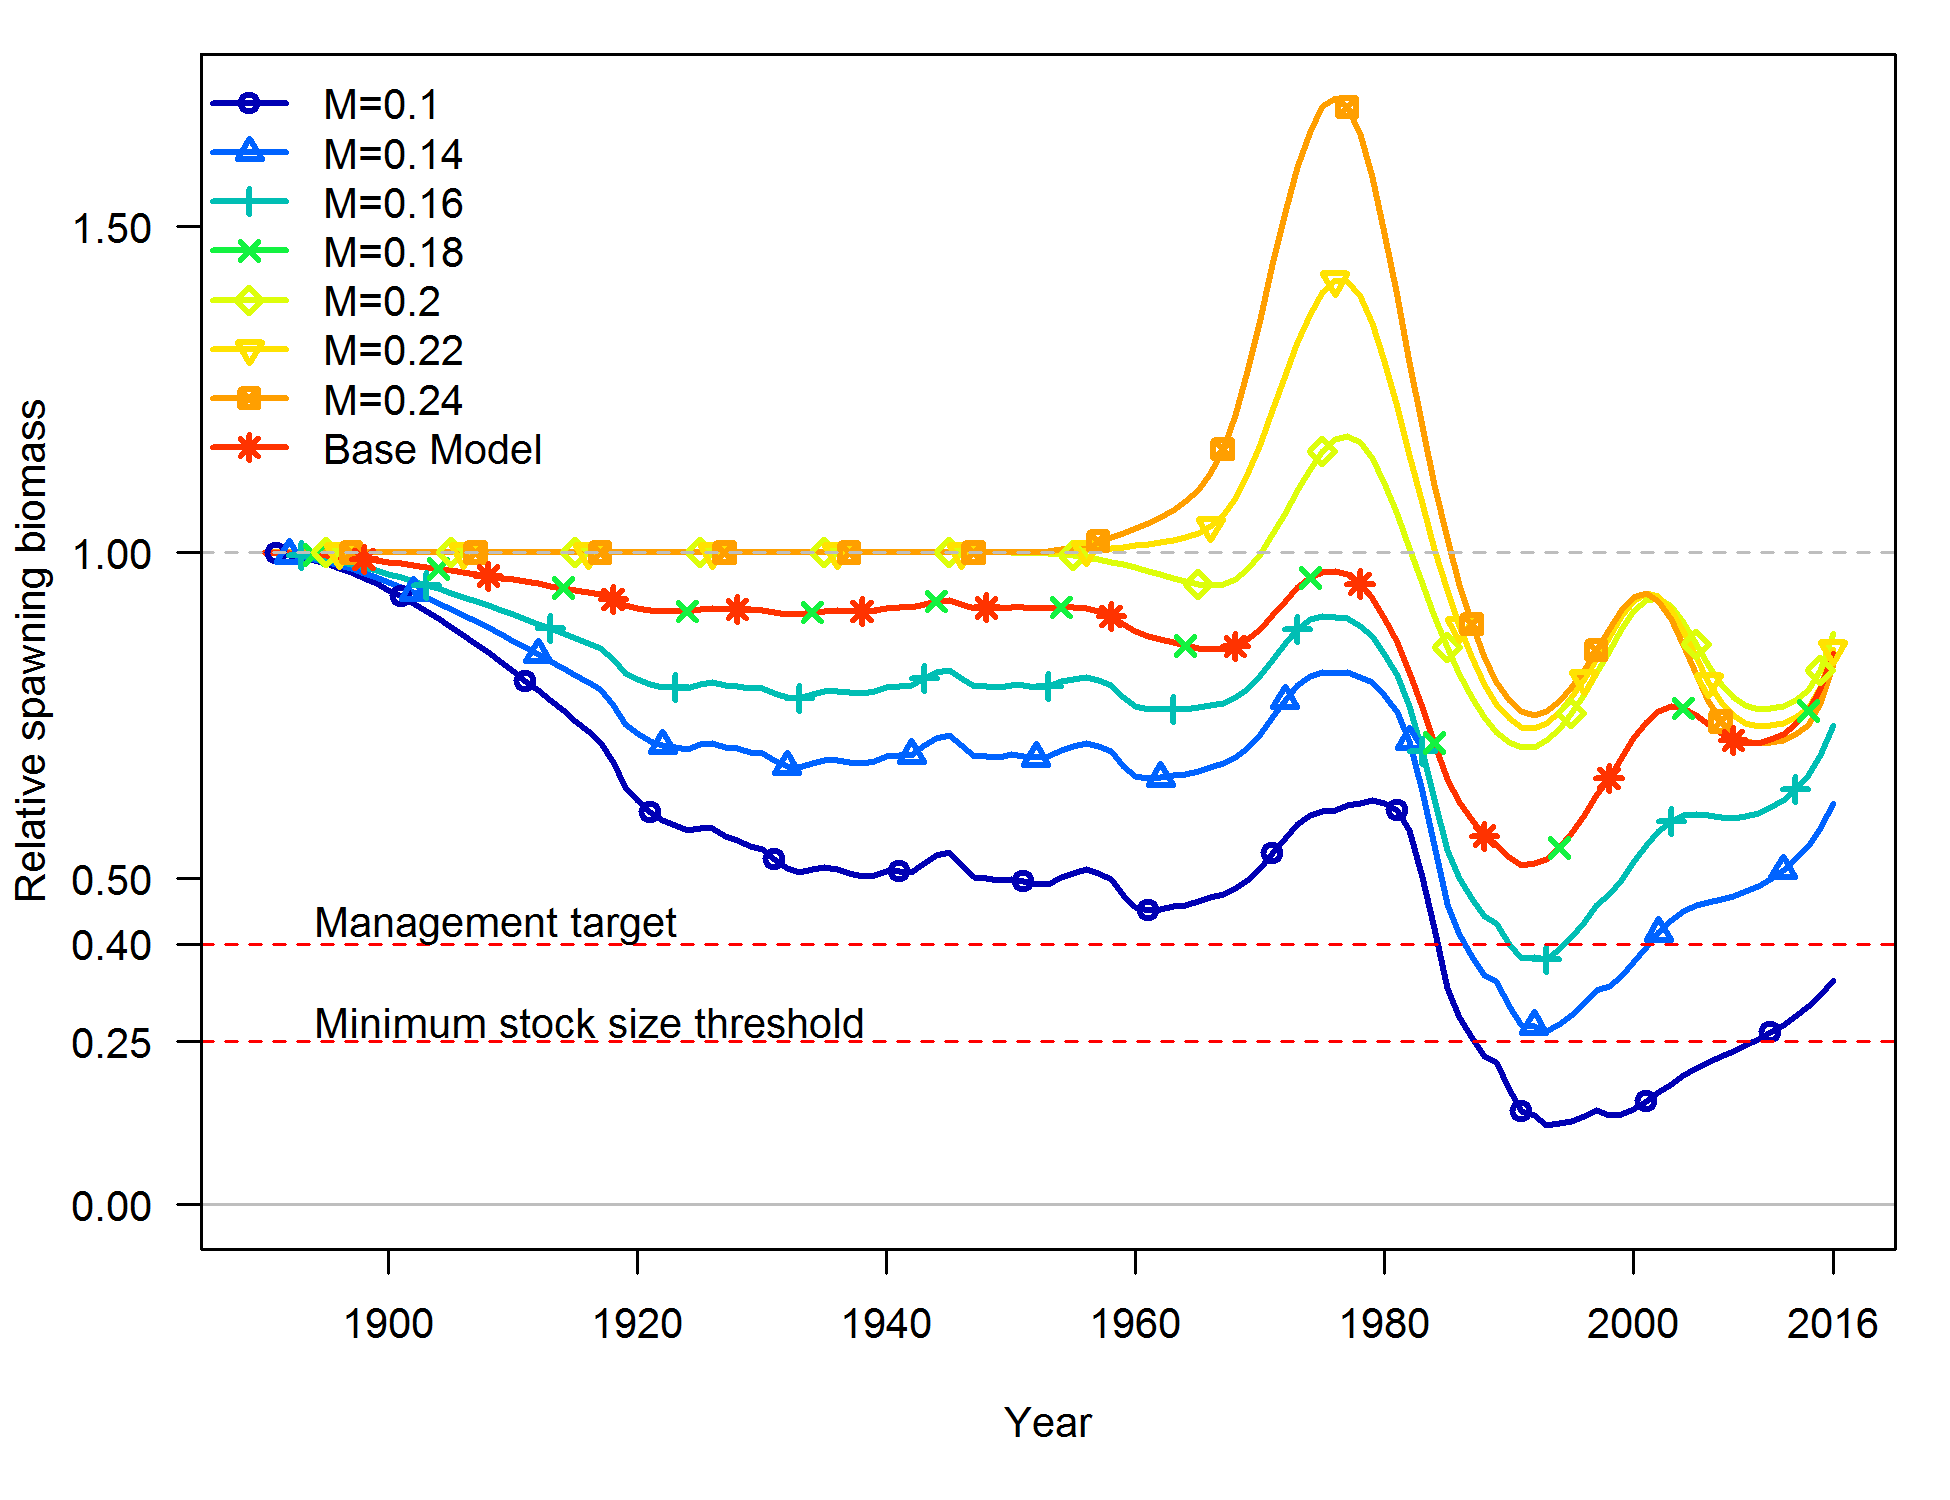 M=0.1
M=0.14
M=0.16
M=0.18
M=0.2
M=0.22
M=0.24
Base Model
Relative spawning biomass
1.50
1.00
0.50
0.40
0.25
0.00
Management target
Minimum stock size threshold
1900 1920 1940 1960 1980 2000 2016
Year